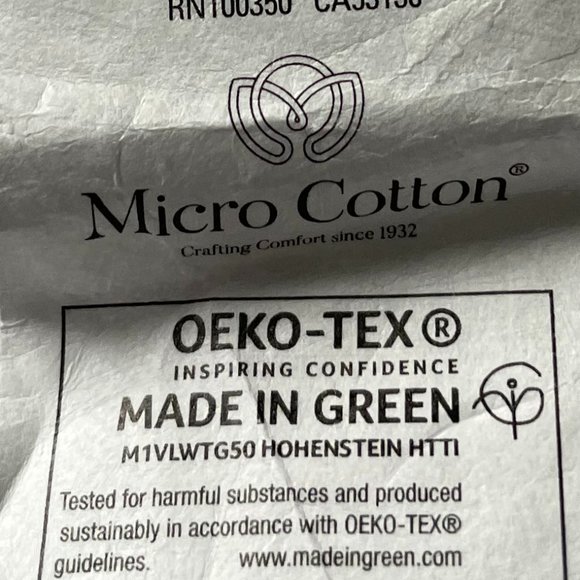 RN100350
Micro Cotton®
Crafting Comfort since 1932
OEKO-TEX®
INSPIRING CONFIDENCE
MADE IN GREEN
M1VLWTG50 HOHENSTEIN HTTI
Tested for harmful substances and produced
sustainably in accordance with OEKO-TEX®
guidelines. www.madeingreen.com